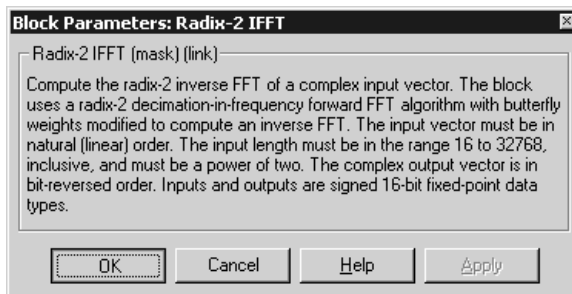 Block Parameters: Radix-2 IFFT
Radix-2 IFFT (mask) (link)
Compute the radix-2 inverse FFT of a complex input vector. The block
uses a radix-2 decimation-in-frequency forward FFT algorithm with butterfly
weights modified to compute an inverse FFT. The input vector must be in
natural (linear) order. The input length must be in the range 16 to 32768,
inclusive, and must be a power of two. The complex output vector is in
bit-reversed order. Inputs and outputs are signed 16-bit fixed-point data
types.
OK Cancel Help Apply